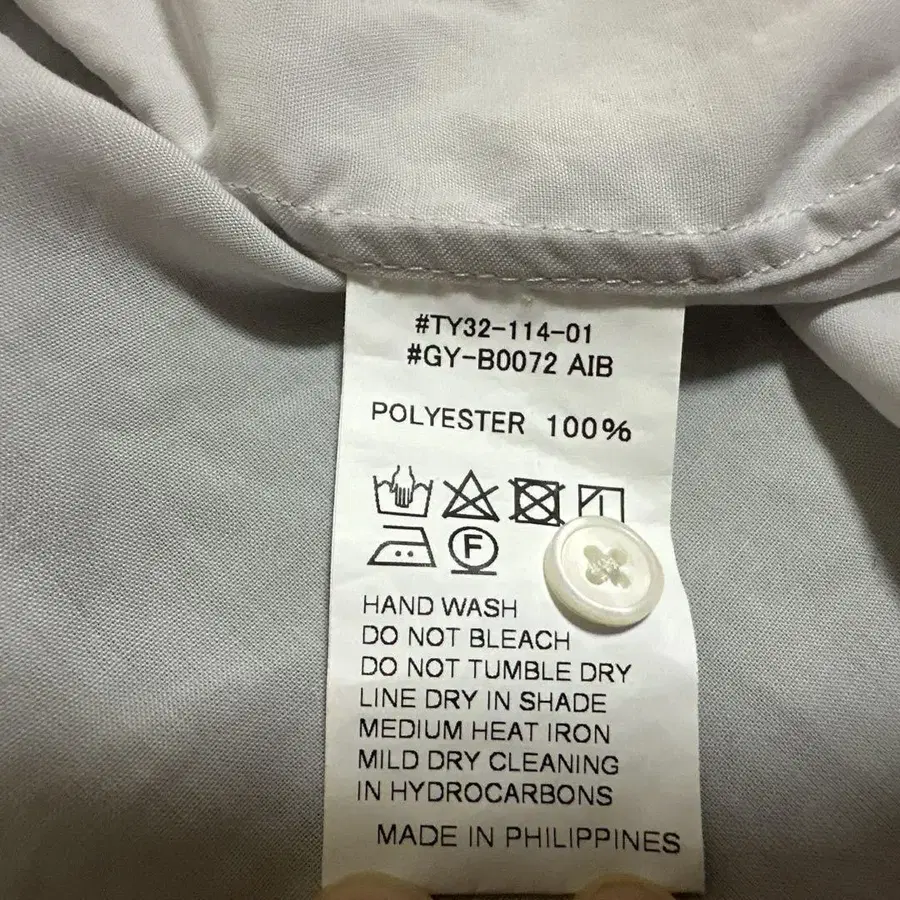 #TY32-114-01
#GY-B0072 AIB
POLYESTER 100%
F
HAND WASH
DO NOT BLEACH
DO NOT TUMBLE DRY
LINE DRY IN SHADE
MEDIUM HEAT IRON
MILD DRY CLEANING
IN HYDROCARBONS
MADE IN PHILIPPINES